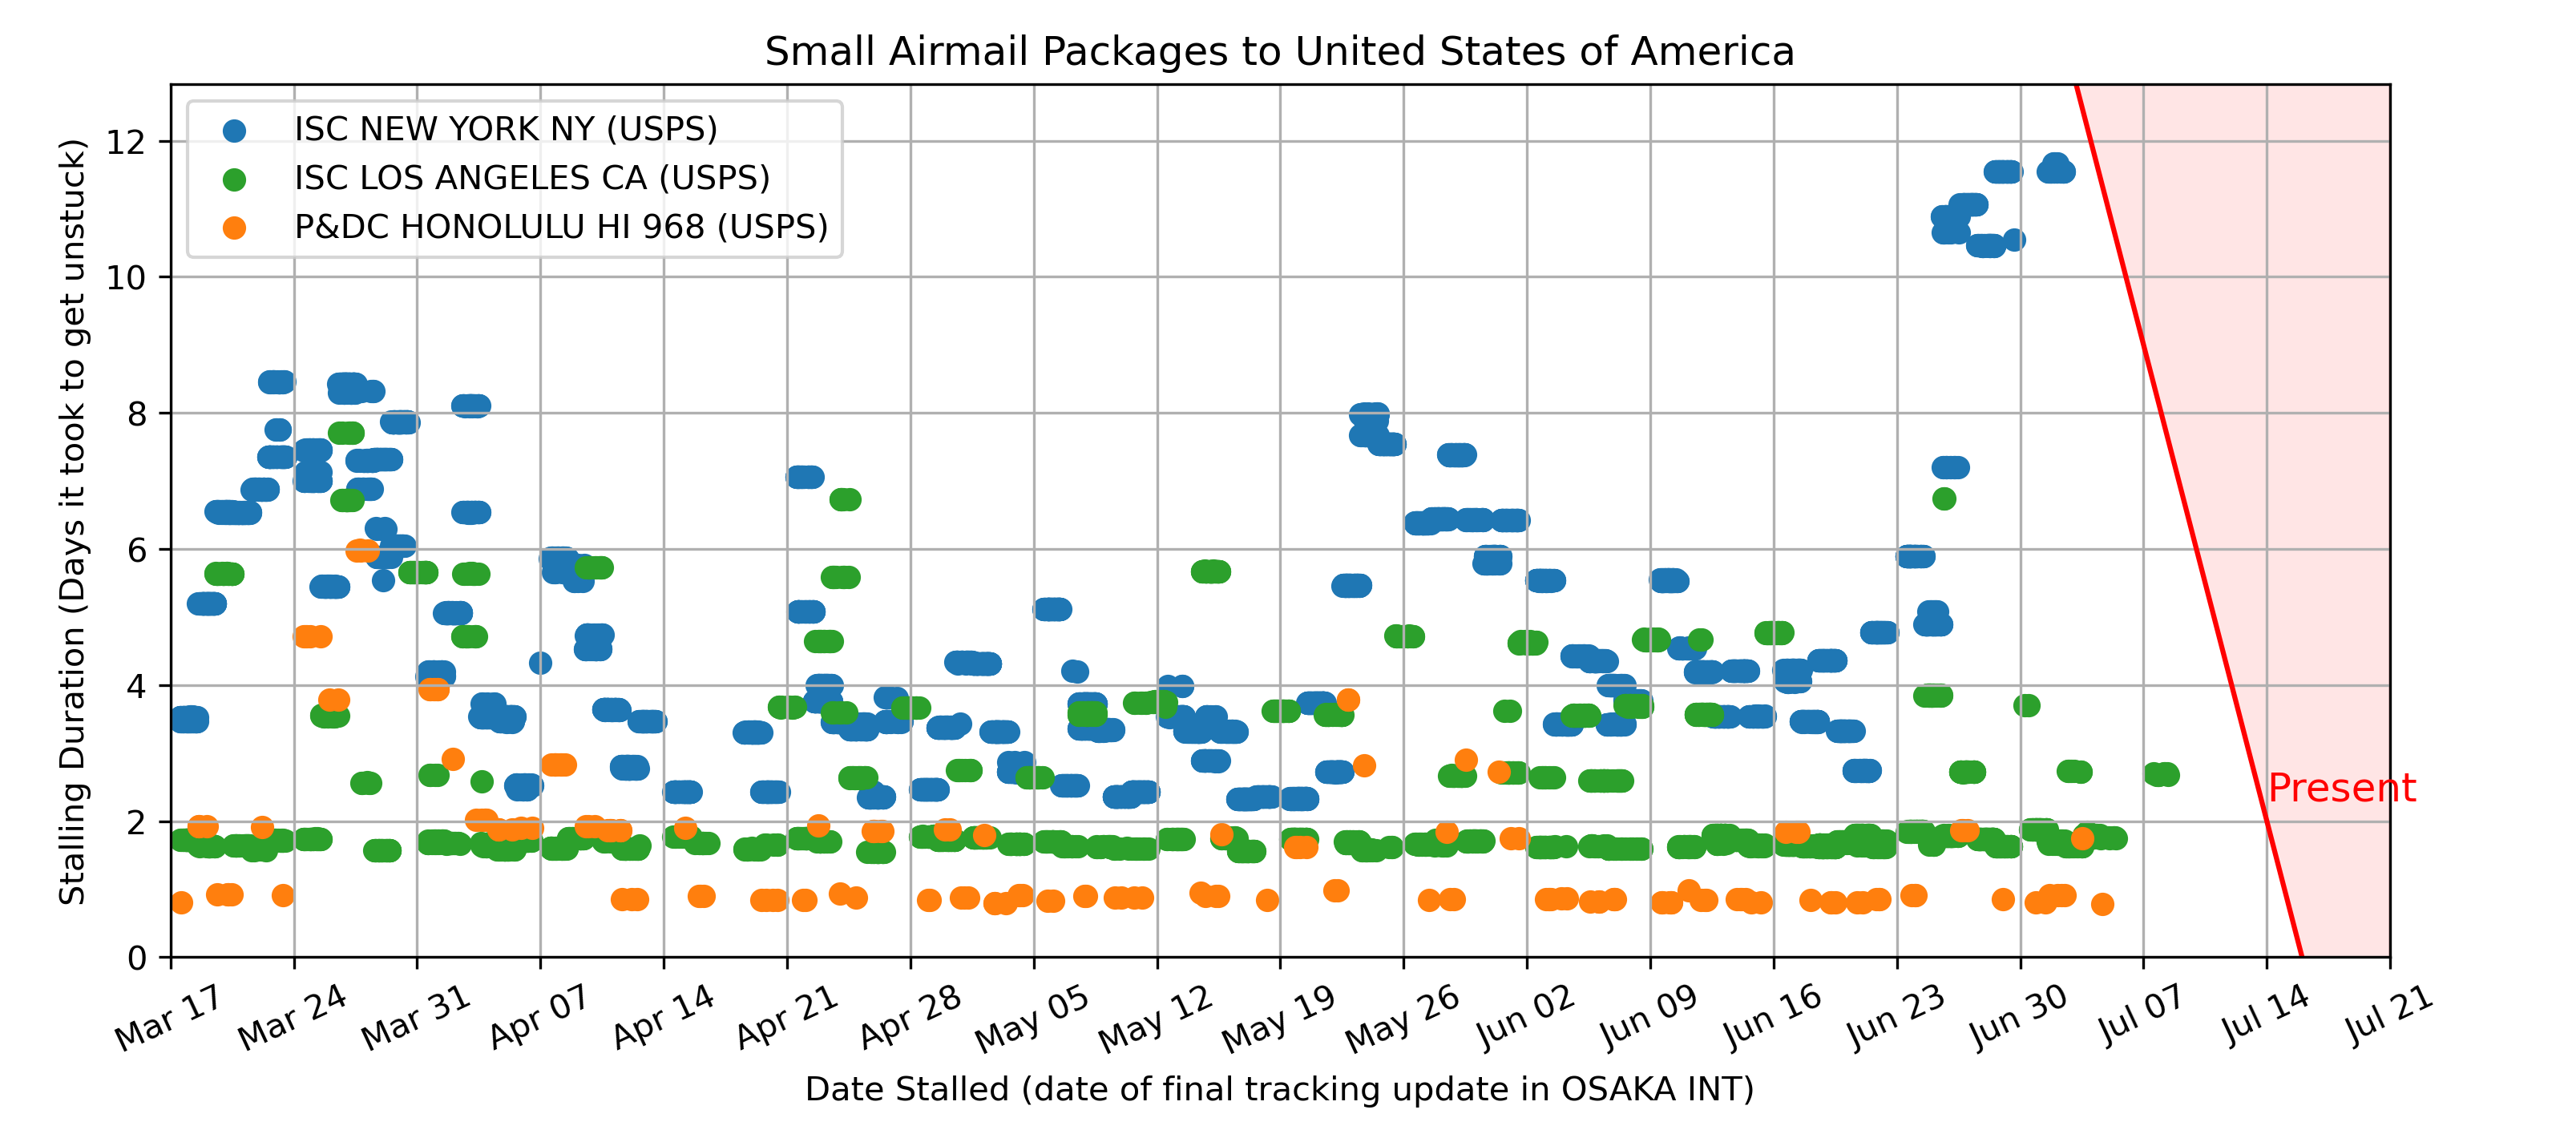 Small Airmail Packages to United States of America
ISC NEW YORK NY (USPS)
ISC LOS ANGELES CA (USPS)
P&DC HONOLULU HI 968 (USPS)
Stalling Duration (Days it took to get unstuck)
12
10
8
6
4
2
0
Present
Mar 17 Mar 24 Mar 31 Apr 07 Apr 14 Apr 21 Apr 28 May 05 May 12 May 19 May 26 Jun 02 Jun 09 Jun 16 Jun 23 Jun 30 Jul 07 Jul 14 Jul 21
Date Stalled (date of final tracking update in OSAKA INT)